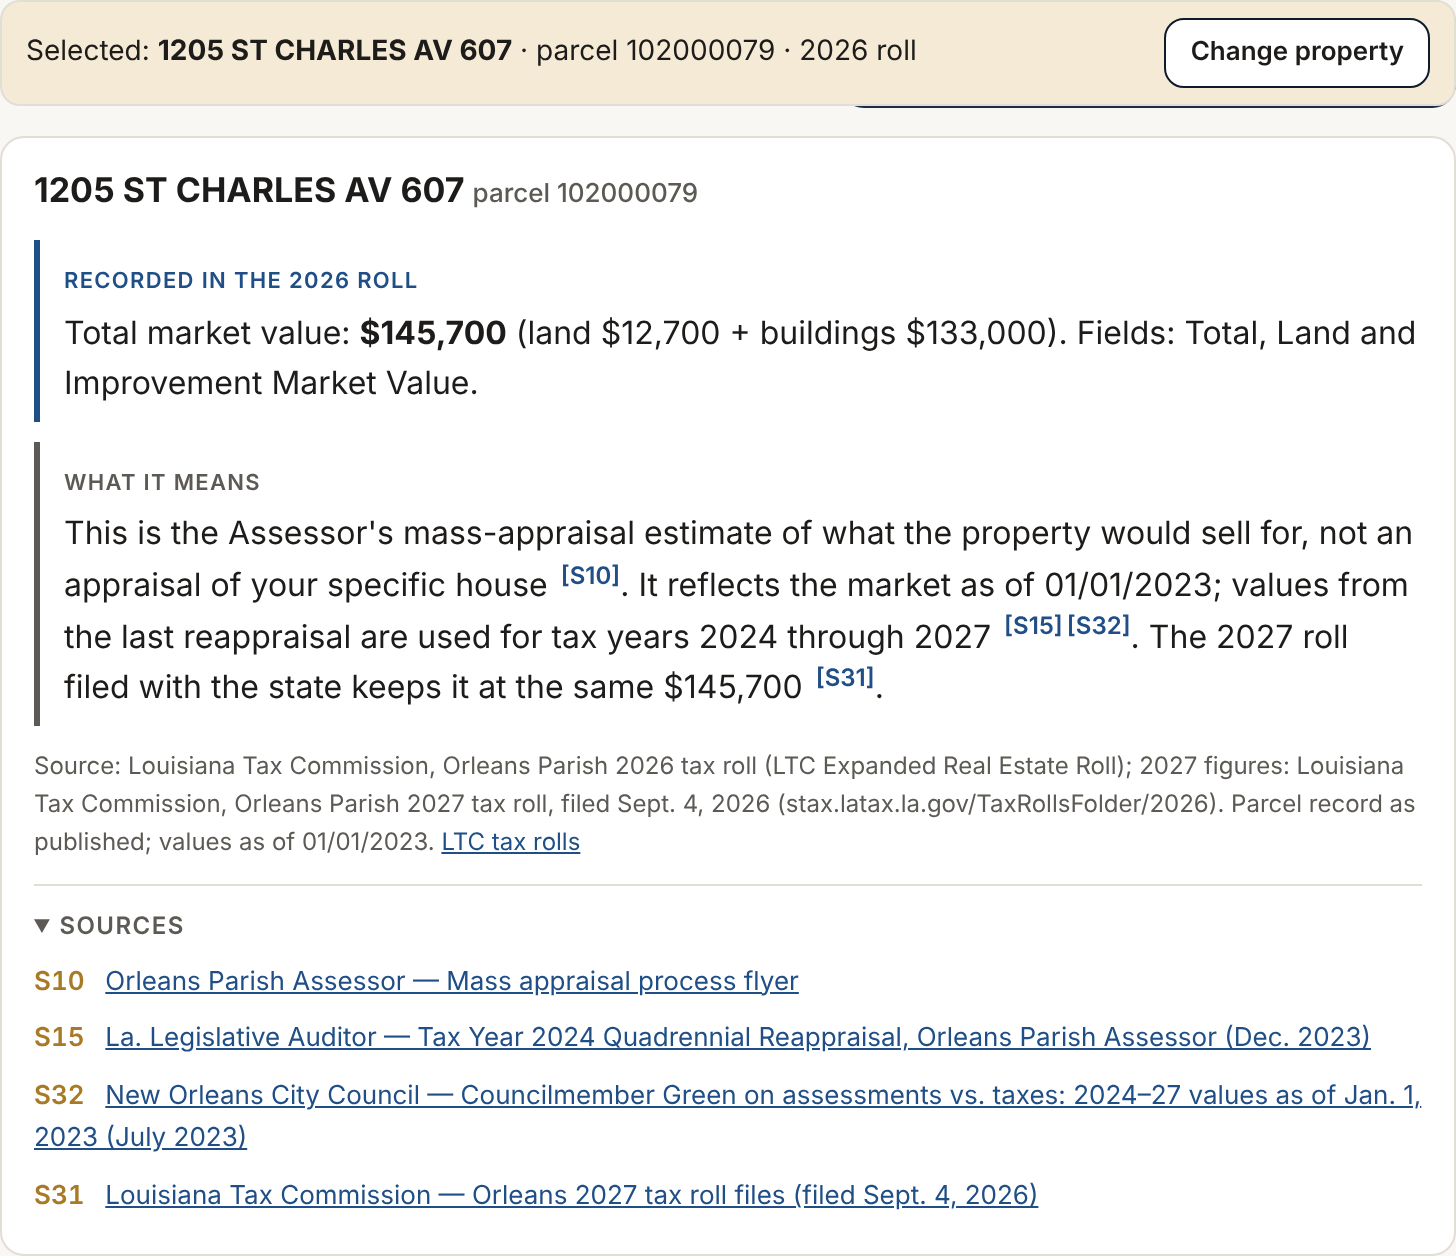 Selected: 1205 ST CHARLES AV 607 · parcel 102000079 · 2026 roll
Change property
1205 ST CHARLES AV 607 parcel 102000079
RECORDED IN THE 2026 ROLL
Total market value: $145,700 (land $12,700 + buildings $133,000). Fields: Total, Land and
Improvement Market Value.
WHAT IT MEANS
This is the Assessor's mass-appraisal estimate of what the property would sell for, not an
appraisal of your specific house [S10]. It reflects the market as of 01/01/2023; values from
the last reappraisal are used for tax years 2024 through 2027 [S15] [S32]. The 2027 roll
filed with the state keeps it at the same $145,700 [S31].
Source: Louisiana Tax Commission, Orleans Parish 2026 tax roll (LTC Expanded Real Estate Roll); 2027 figures: Louisiana
Tax Commission, Orleans Parish 2027 tax roll, filed Sept. 4, 2026 (stax.latax.la.gov/TaxRollsFolder/2026). Parcel record as
published; values as of 01/01/2023. LTC tax rolls
▼ SOURCES
S10 Orleans Parish Assessor — Mass appraisal process flyer
S15 La. Legislative Auditor — Tax Year 2024 Quadrennial Reappraisal, Orleans Parish Assessor (Dec. 2023)
S32 New Orleans City Council — Councilmember Green on assessments vs. taxes: 2024–27 values as of Jan. 1,
2023 (July 2023)
S31 Louisiana Tax Commission — Orleans 2027 tax roll files (filed Sept. 4, 2026)